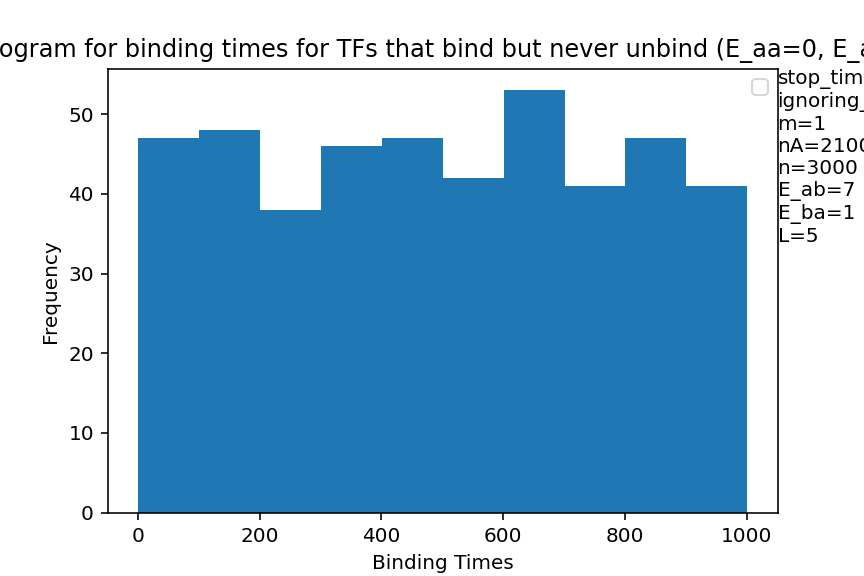 ogram for binding times for TFs that bind but never unbind (E_aa=0, E_a
stop_tim
ignoring_
m=1
nA=2100
n=3000
E_ab=7
E_ba=1
L=5
50
40
30
20
10
0
Frequency
0 200 400 600 800 1000
Binding Times